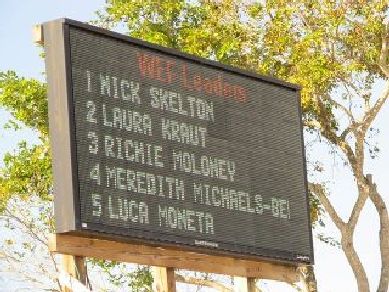 WEF Leaders
1 NICK SKELTON
2 LAURA KRAUT
3 RICHIE MOLONEY
4 MEREDITH MICHAELS-BE
5 LUCA MONETA